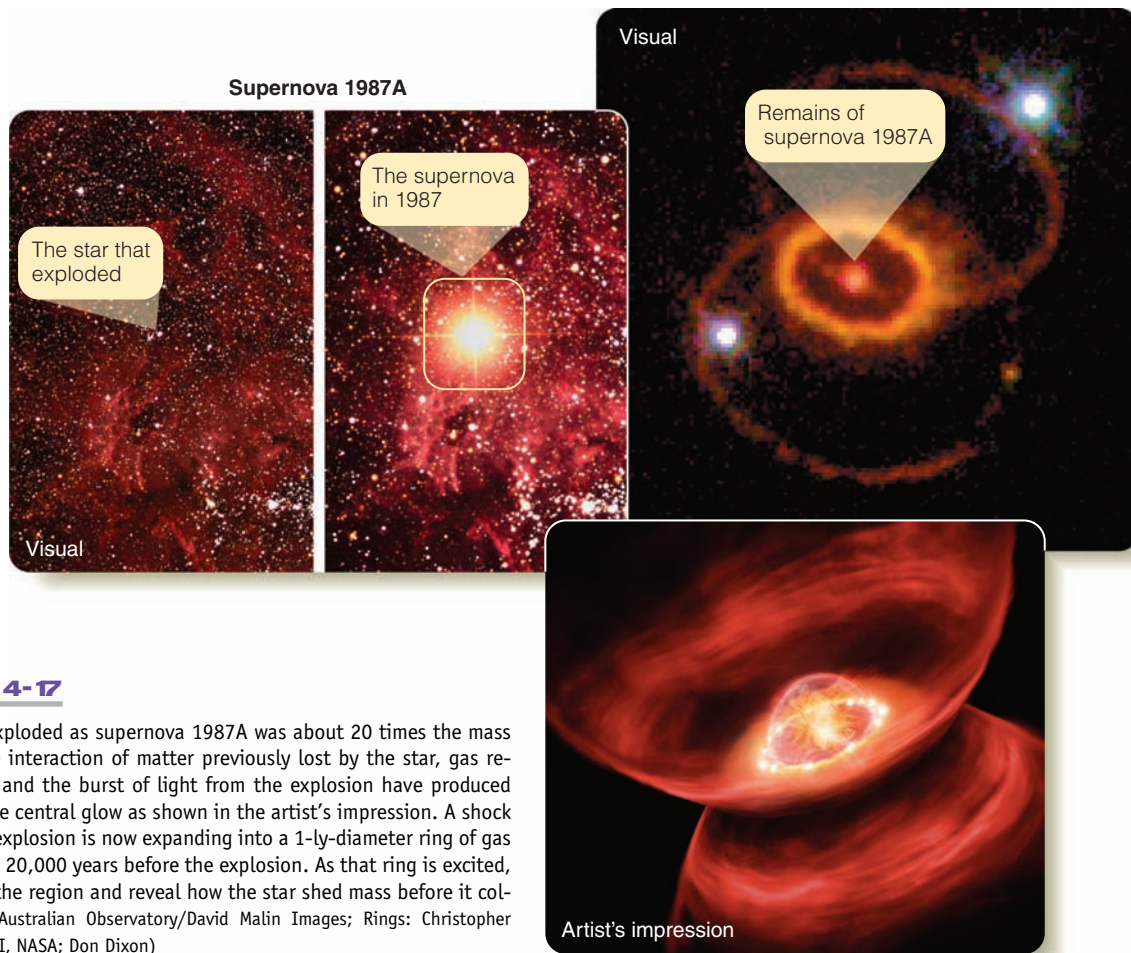 Supernova 1987A
The star that
exploded
Visual
The supernova
in 1987
Visual
Remains of
supernova 1987A
Artist's impression
4-17
xploded as supernova 1987A was about 20 times the mass
interaction of matter previously lost by the star, gas re-
and the burst of light from the explosion have produced
e central glow as shown in the artist's impression. A shock
explosion is now expanding into a 1-ly-diameter ring of gas
20,000 years before the explosion. As that ring is excited,
the region and reveal how the star shed mass before it col-
Australian Observatory/David Malin Images; Rings: Christopher
I, NASA; Don Dixon)